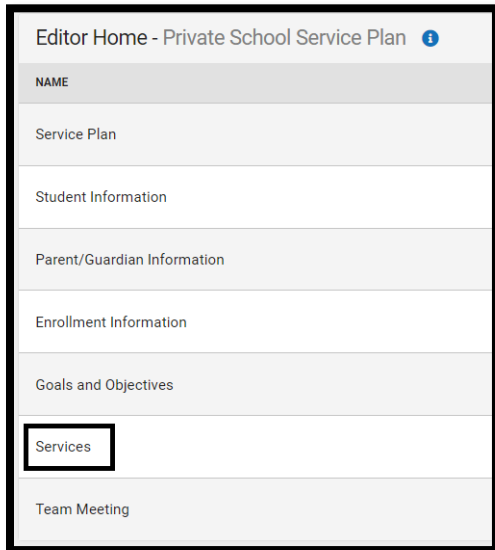 Editor Home - Private School Service Plan
NAME
Service Plan
Student Information
Parent/Guardian Information
Enrollment Information
Goals and Objectives
Services
Team Meeting